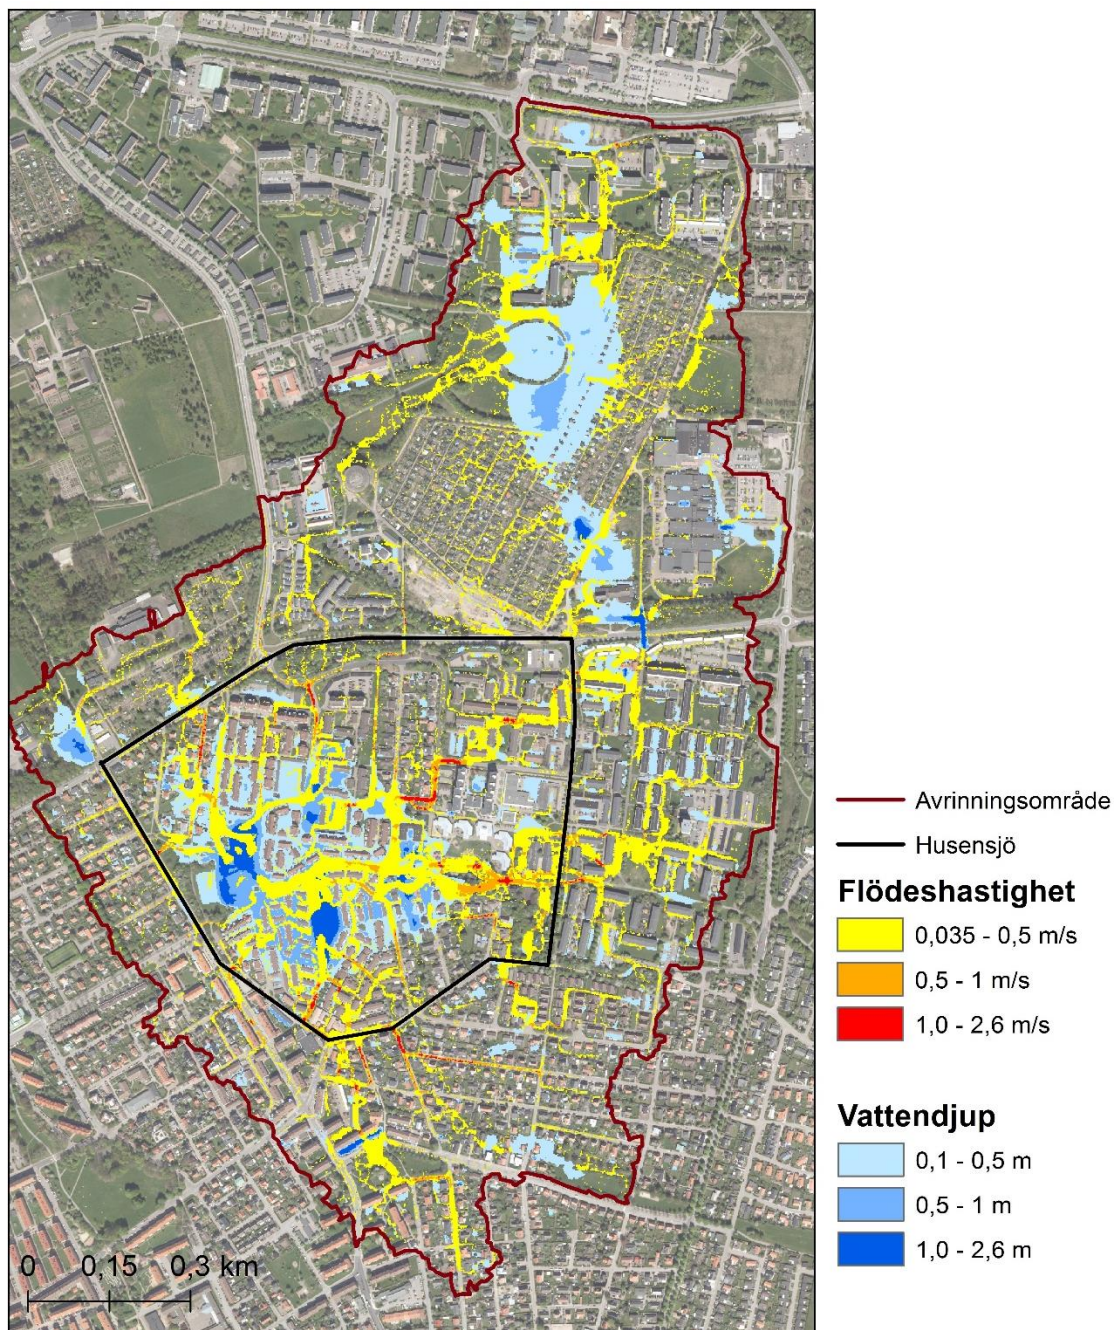 Avrinningsområde
Husensjö
Flödeshastighet
0,035 - 0,5 m/s
0,5 - 1 m/s
1,0 - 2,6 m/s
Vattendjup
0,1 - 0,5 m
0,5 - 1 m
1,0 - 2,6 m
0 0,15 0,3 km